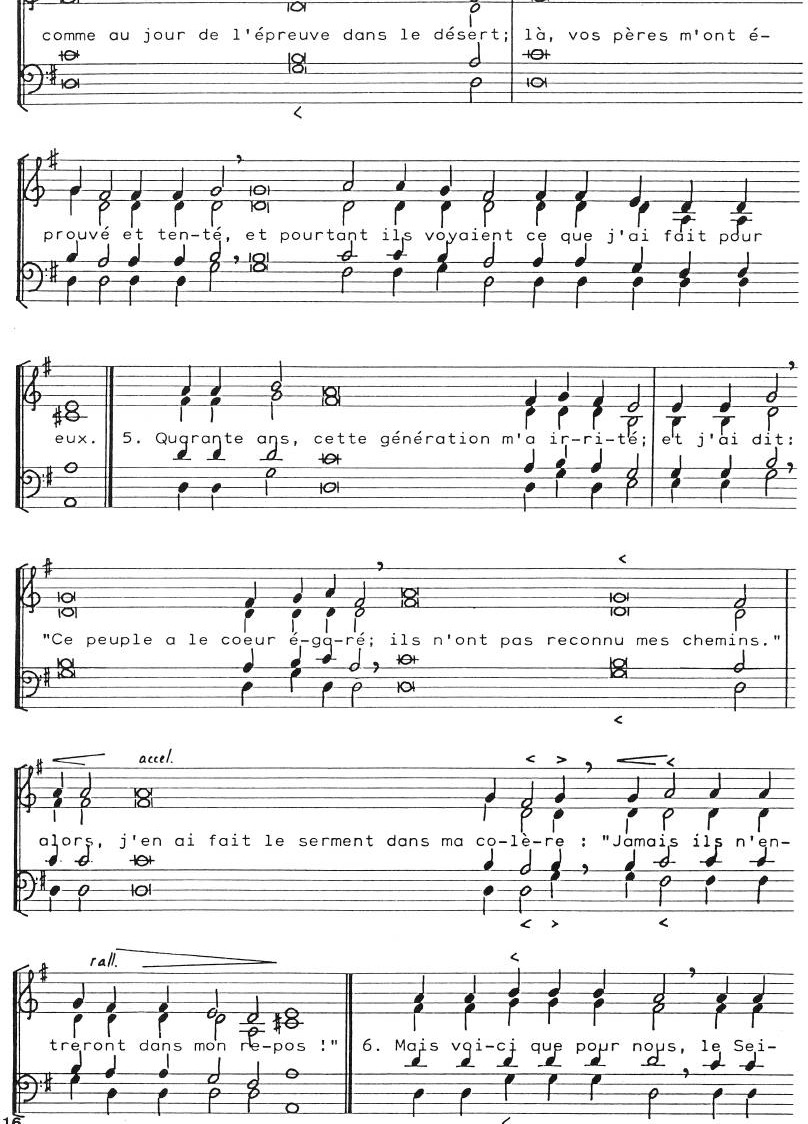 comme au jour de l'épreuve dans le désert; là, vos pères m'ont é-
prouvé et ten-té, et pourtant ils voyaient ce que j'ai fait pour
eux. 5. Quarante ans, cette génération m'a ir-ri-té; et j'ai dit:
"Ce peuple a le coeur é-ga-ré; ils n'ont pas reconnu mes chemins."
accel.
alors, j'en ai fait le serment dans ma co-lè-re : "Jamais ils n'en-
rall.
treront dans mon re-pos !" 6. Mais voi-ci que pour nous, le Sei-
16